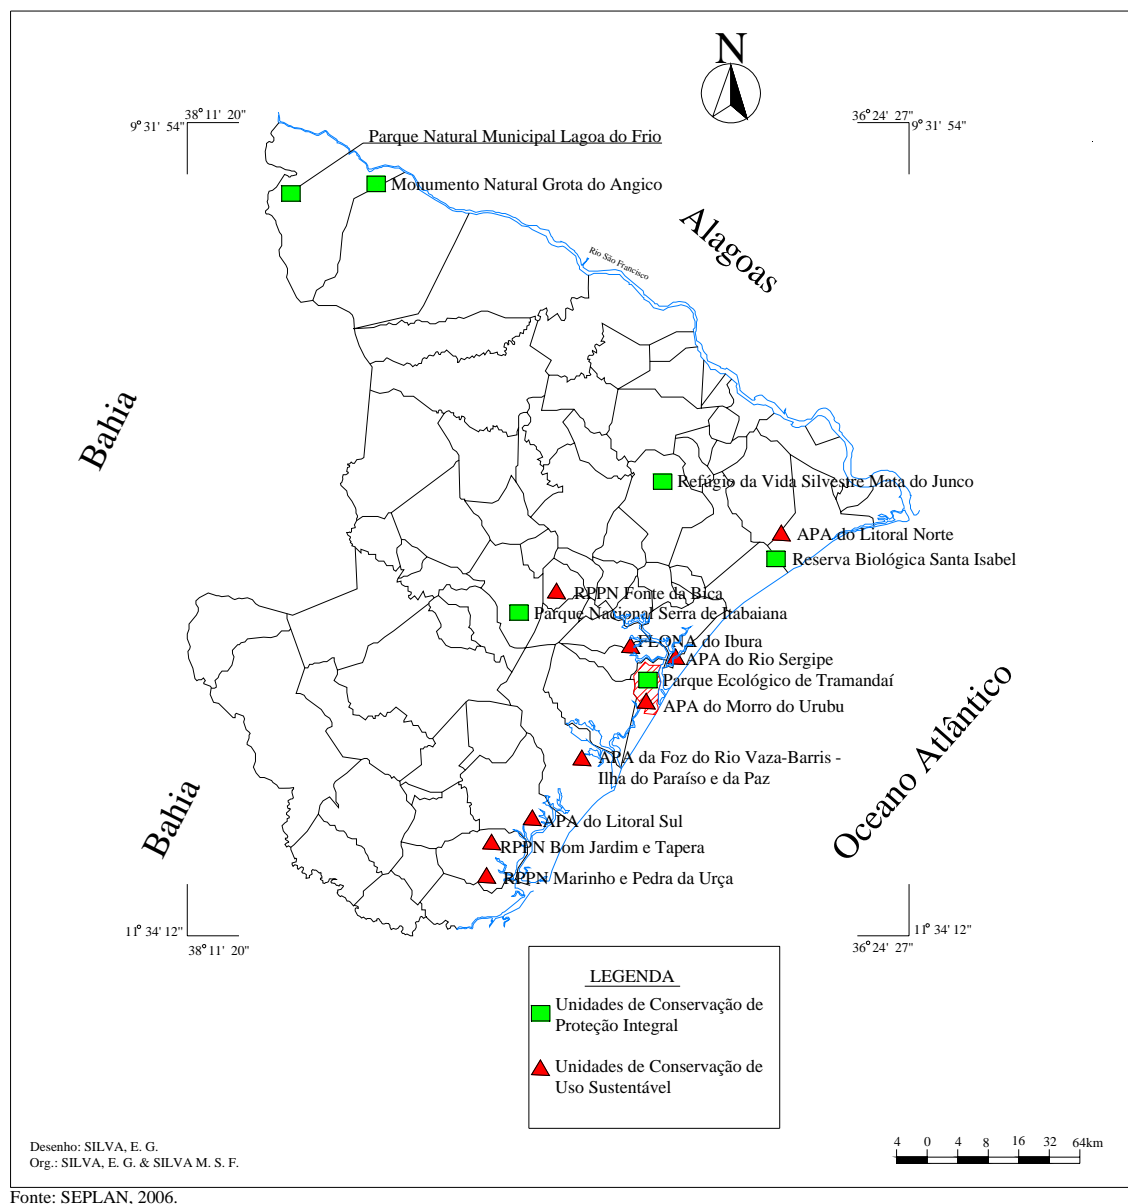 N
38° 11' 20"
9° 31' 54"
36° 24' 27"
9° 31' 54"
Parque Natural Municipal Lagoa do Frio
Monumento Natural Grota do Angico
Alagoas
Rio São Francisco
Bahia
Refúgio da Vida Silvestre Mata do Junco
APA do Litoral Norte
Reserva Biológica Santa Isabel
RPPN Fonte da Bica
Parque Nacional Serra de Itabaiana
FLONA do Ibura
APA do Rio Sergipe
Parque Ecológico de Tramandaí
APA do Morro do Urubu
Oceano Atlântico
APA da Foz do Rio Vaza-Barris -
Ilha do Paraíso e da Paz
Bahia
APA do Litoral Sul
RPPN Bom Jardim e Tapera
RPPN Marinho e Pedra da Urça
11° 34' 12"
38° 11' 20"
11° 34' 12"
36° 24' 27"
LEGENDA
Unidades de Conservação de
Proteção Integral
Unidades de Conservação de
Uso Sustentável
Desenho: SILVA, E. G.
Org.: SILVA, E. G. & SILVA M. S. F.
4 0 4 8 16 32 64km
Fonte: SEPLAN, 2006.